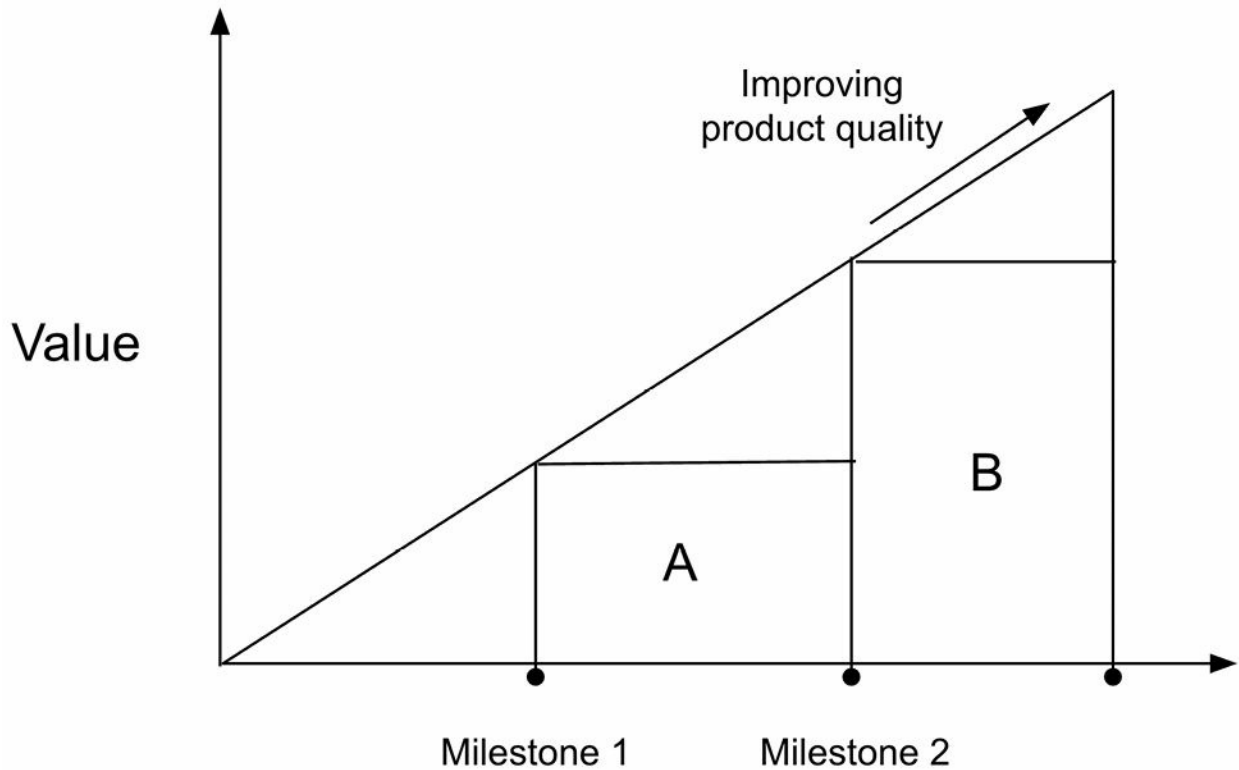 Improving
product quality
Value
B
A
Milestone 1
Milestone 2